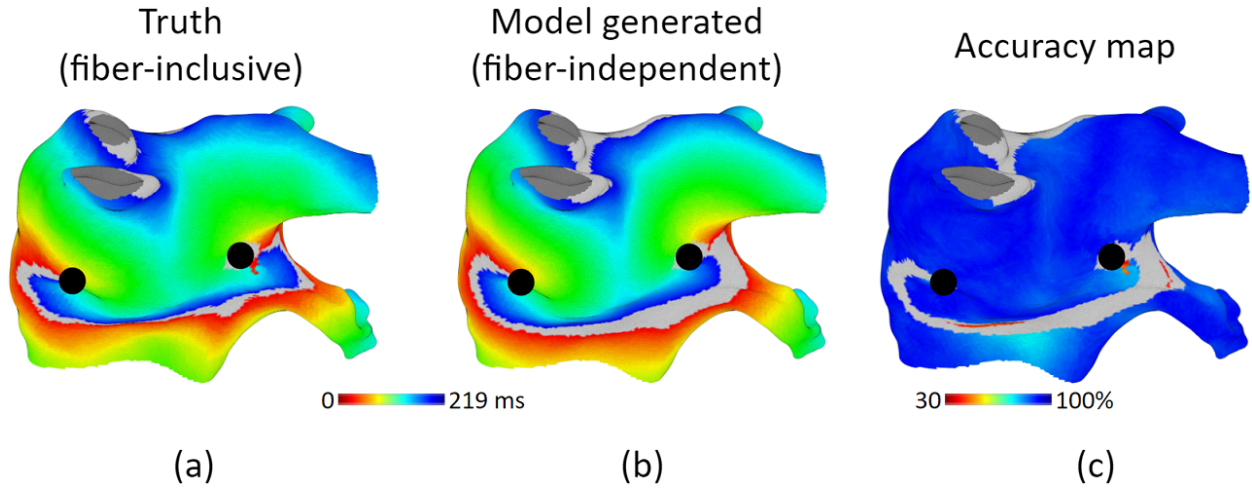 Truth
(fiber-inclusive)
Model generated
(fiber-independent)
Accuracy map
0 219 ms
30 100%
(a)
(b)
(c)